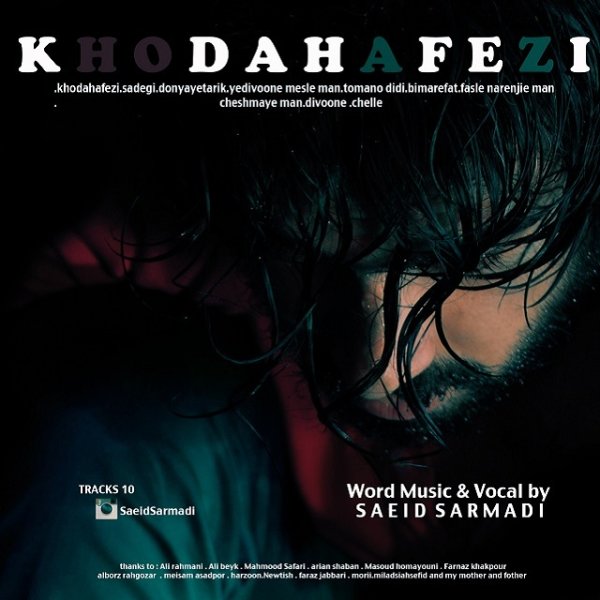 KHODAHAFEZI
.khodahafezi.sadegi.donyayetarik.yedivoone mesle man.tomano didi.bimarefat.fasle narenjie man
. cheshmaye man.divoone .chelle
TRACKS 10
SaeidSarmadi
Word Music & Vocal by
SAEID SARMADI
thanks to : Ali rahmani . Ali beyk . Mahmood Safari . arian shaban . Masoud homayouni . Farnaz khakpour
alborz rahgozar . meisam asadpor . harzoon.Newtish . faraz jabbari . morii.miladsiahsefid and my mother and fother